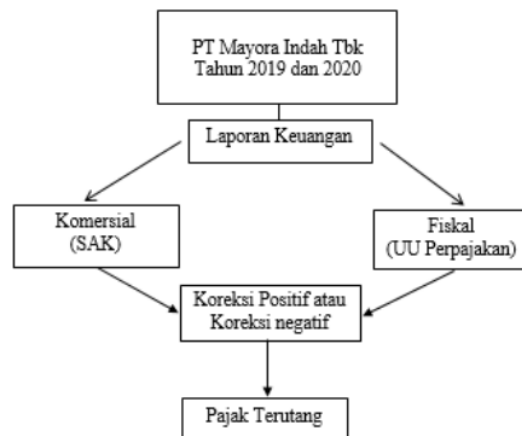 PT Mayora Indah Tbk
Tahun 2019 dan 2020
Laporan Keuangan
Komersial
(SAK)
Fiskal
(UU Perpajakan)
Koreksi Positif atau
Koreksi negatif
Pajak Terutang